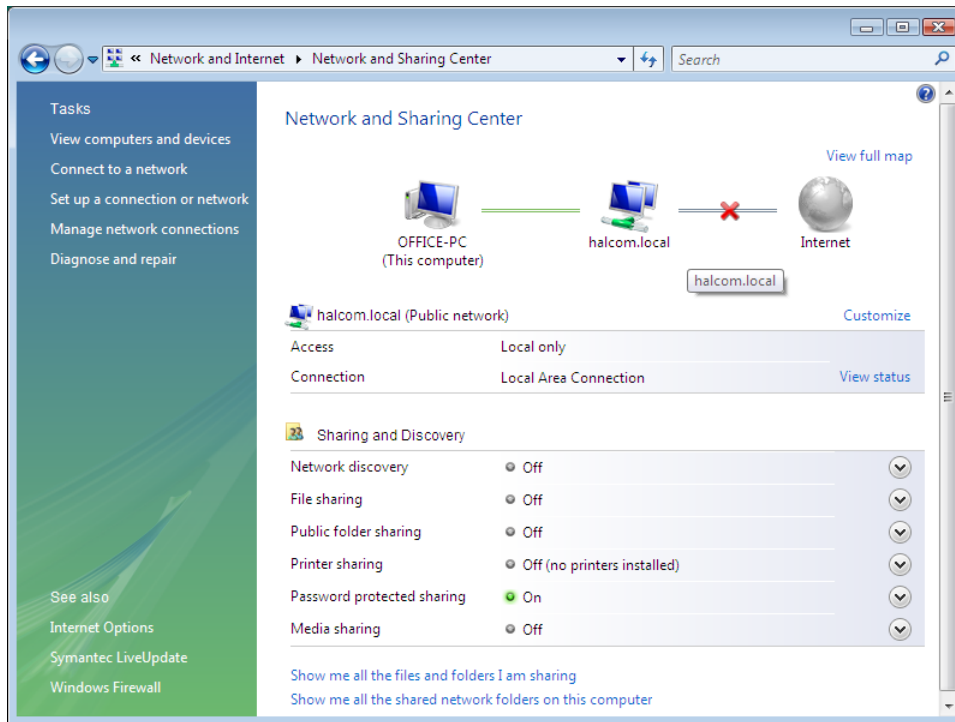 « Network and Internet ▸ Network and Sharing Center
Search
Tasks
View computers and devices
Connect to a network
Set up a connection or network
Manage network connections
Diagnose and repair
See also
Internet Options
Symantec LiveUpdate
Windows Firewall
Network and Sharing Center
View full map
OFFICE-PC
(This computer)
halcom.local
Internet
halcom.local
halcom.local (Public network)
Customize
Access Local only
Connection Local Area Connection View status
Sharing and Discovery
Network discovery Off
File sharing Off
Public folder sharing Off
Printer sharing Off (no printers installed)
Password protected sharing On
Media sharing Off
Show me all the files and folders I am sharing
Show me all the shared network folders on this computer